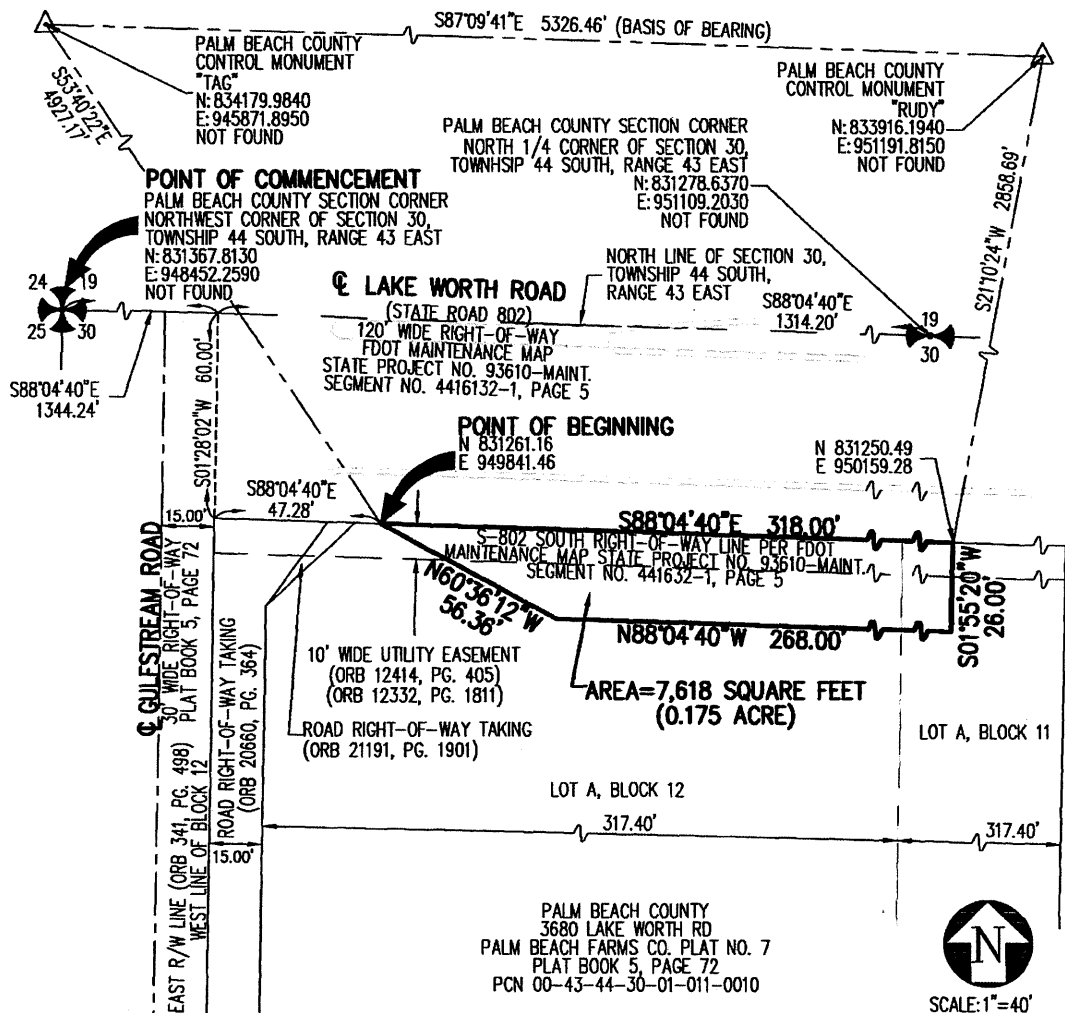 S87°09'41"E 5326.46' (BASIS OF BEARING)
PALM BEACH COUNTY
CONTROL MONUMENT
"TAG"
N:834179.9840
E:945871.8950
NOT FOUND
S53°40'22"E
4927.17'
PALM BEACH COUNTY
CONTROL MONUMENT
"RUDY"
N:833916.1940
E:951191.8150
NOT FOUND
PALM BEACH COUNTY SECTION CORNER
NORTH 1/4 CORNER OF SECTION 30,
TOWNHSIP 44 SOUTH, RANGE 43 EAST
N:831278.6370
E:951109.2030
NOT FOUND
S21°10'24"W 2858.69'
POINT OF COMMENCEMENT
PALM BEACH COUNTY SECTION CORNER
NORTHWEST CORNER OF SECTION 30,
TOWNSHIP 44 SOUTH, RANGE 43 EAST
N:831367.8130
E:948452.2590
NOT FOUND
24 19
25 30
℄ LAKE WORTH ROAD
(STATE ROAD 802)
120' WIDE RIGHT-OF-WAY
FDOT MAINTENANCE MAP
STATE PROJECT NO. 93610-MAINT.
SEGMENT NO. 4416132-1, PAGE 5
NORTH LINE OF SECTION 30,
TOWNSHIP 44 SOUTH,
RANGE 43 EAST
S88°04'40"E
1314.20'
19
30
S88°04'40"E
1344.24'
S01°28'02"W 60.00'
POINT OF BEGINNING
N 831261.16
E 949841.46
N 831250.49
E 950159.28
S88°04'40"E
47.28'
15.00'
S88°04'40"E 318.00'
S-802 SOUTH RIGHT-OF-WAY LINE PER FDOT
MAINTENANCE MAP STATE PROJECT NO. 93610-MAINT.
SEGMENT NO. 441632-1, PAGE 5
N60°36'12"W
56.36'
N88°04'40"W 268.00'
S01°55'20"W
26.00'
10' WIDE UTILITY EASEMENT
(ORB 12414, PG. 405)
(ORB 12332, PG. 1811)
ROAD RIGHT-OF-WAY TAKING
(ORB 21191, PG. 1901)
AREA=7,618 SQUARE FEET
(0.175 ACRE)
LOT A, BLOCK 11
LOT A, BLOCK 12
317.40'
317.40'
℄ GULFSTREAM ROAD
30' WIDE RIGHT-OF-WAY
PLAT BOOK 5, PAGE 72
EAST R/W LINE (ORB 341, PG. 498)
WEST LINE OF BLOCK 12
ROAD RIGHT-OF-WAY TAKING
(ORB 20660, PG. 364)
15.00'
PALM BEACH COUNTY
3680 LAKE WORTH RD
PALM BEACH FARMS CO. PLAT NO. 7
PLAT BOOK 5, PAGE 72
PCN 00-43-44-30-01-011-0010
N
SCALE:1"=40'